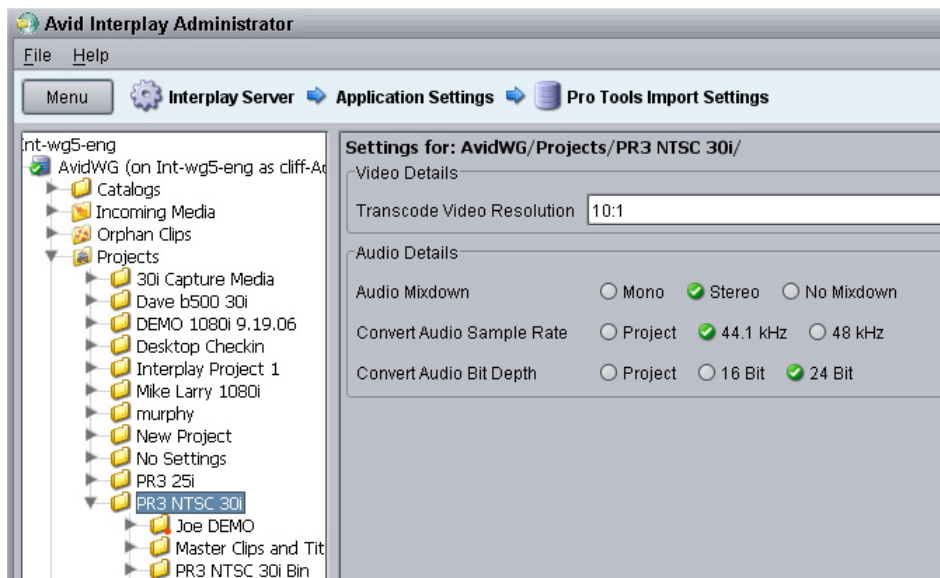 Avid Interplay Administrator
File Help
Menu Interplay Server Application Settings Pro Tools Import Settings
Int-wg5-eng
AvidWG (on Int-wg5-eng as cliff-A
Catalogs
Incoming Media
Orphan Clips
Projects
30i Capture Media
Dave b500 30i
DEMO 1080i 9.19.06
Desktop Checkin
Interplay Project 1
Mike Larry 1080i
murphy
New Project
No Settings
PR3 25i
PR3 NTSC 30i
Joe DEMO
Master Clips and Tit
PR3 NTSC 30i Bin
Settings for: AvidWG/Projects/PR3 NTSC 30i/
Video Details
Transcode Video Resolution 10:1
Audio Details
Audio Mixdown Mono Stereo No Mixdown
Convert Audio Sample Rate Project 44.1 kHz 48 kHz
Convert Audio Bit Depth Project 16 Bit 24 Bit